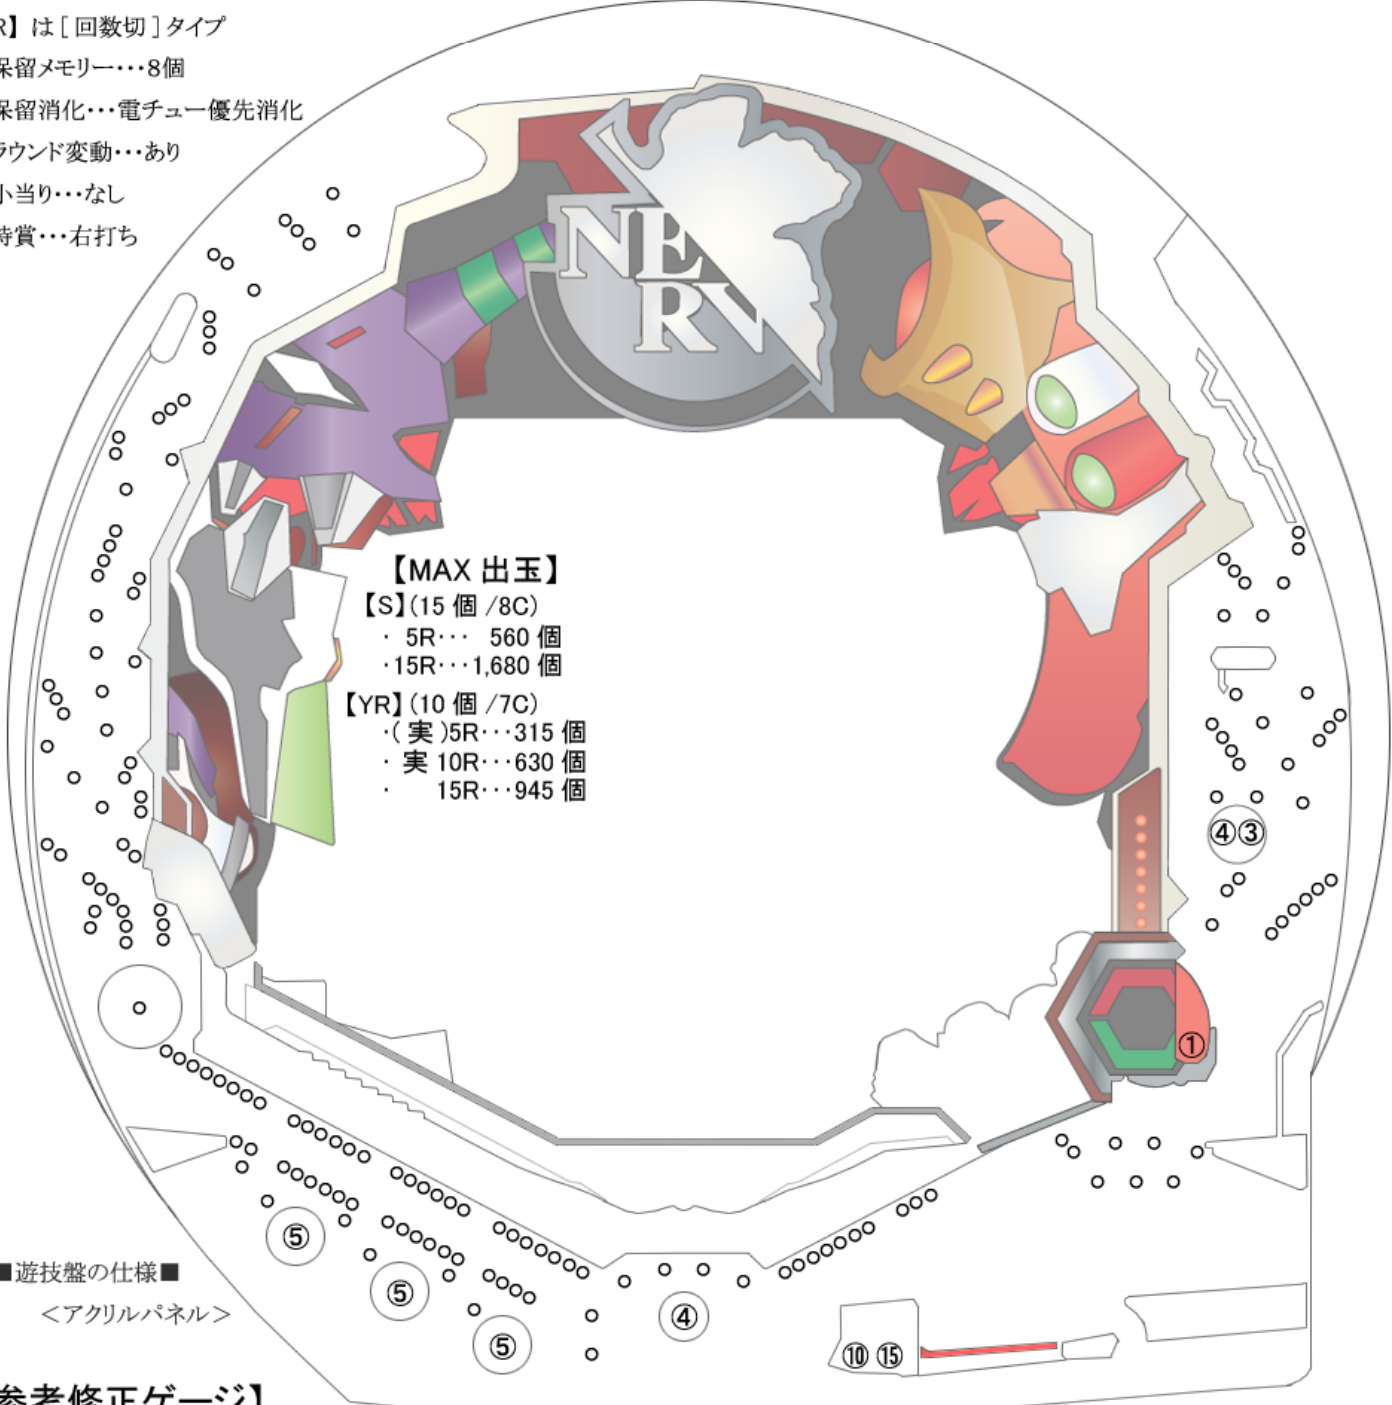 R】は［回数切］タイプ
保留メモリー･･･8個
保留消化･･･電チュー優先消化
ラウンド変動･･･あり
小当り･･･なし
特賞･･･右打ち
NERV
【MAX 出玉】
【S】(15 個 /8C)
・ 5R･･･ 560 個
・15R･･･1,680 個
【YR】(10 個 /7C)
・( 実 )5R･･･315 個
・ 実 10R･･･630 個
・ 15R･･･945 個
④③
①
⑤
⑤
⑤
④
⑩ ⑮
■遊技盤の仕様■
＜アクリルパネル＞
参考修正ゲージ】